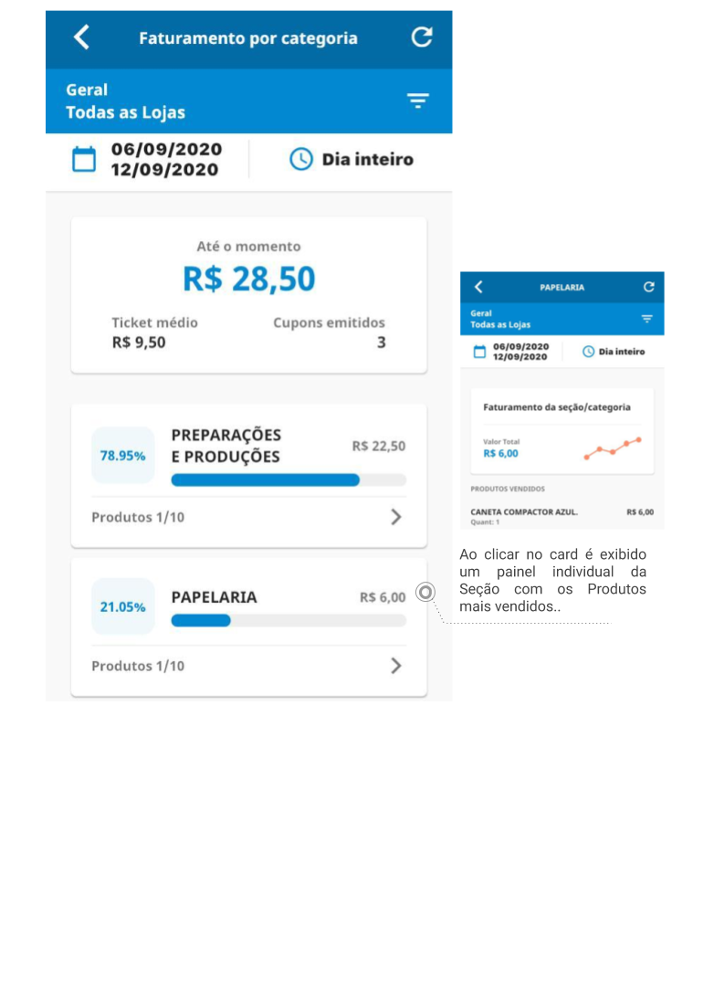 Faturamento por categoria
Geral
Todas as Lojas
06/09/2020
12/09/2020
Dia inteiro
Até o momento
R$ 28,50
Ticket médio
R$ 9,50
Cupons emitidos
3
78.95%
PREPARAÇÕES
E PRODUÇÕES
R$ 22,50
Produtos 1/10
21.05%
PAPELARIA
R$ 6,00
Produtos 1/10
PAPELARIA
Geral
Todas as Lojas
06/09/2020
12/09/2020
Dia inteiro
Faturamento da seção/categoria
Valor Total
R$ 6,00
PRODUTOS VENDIDOS
CANETA COMPACTOR AZUL.
R$ 6,00
Quant: 1
Ao clicar no card é exibido
um painel individual da
Seção com os Produtos
mais vendidos..